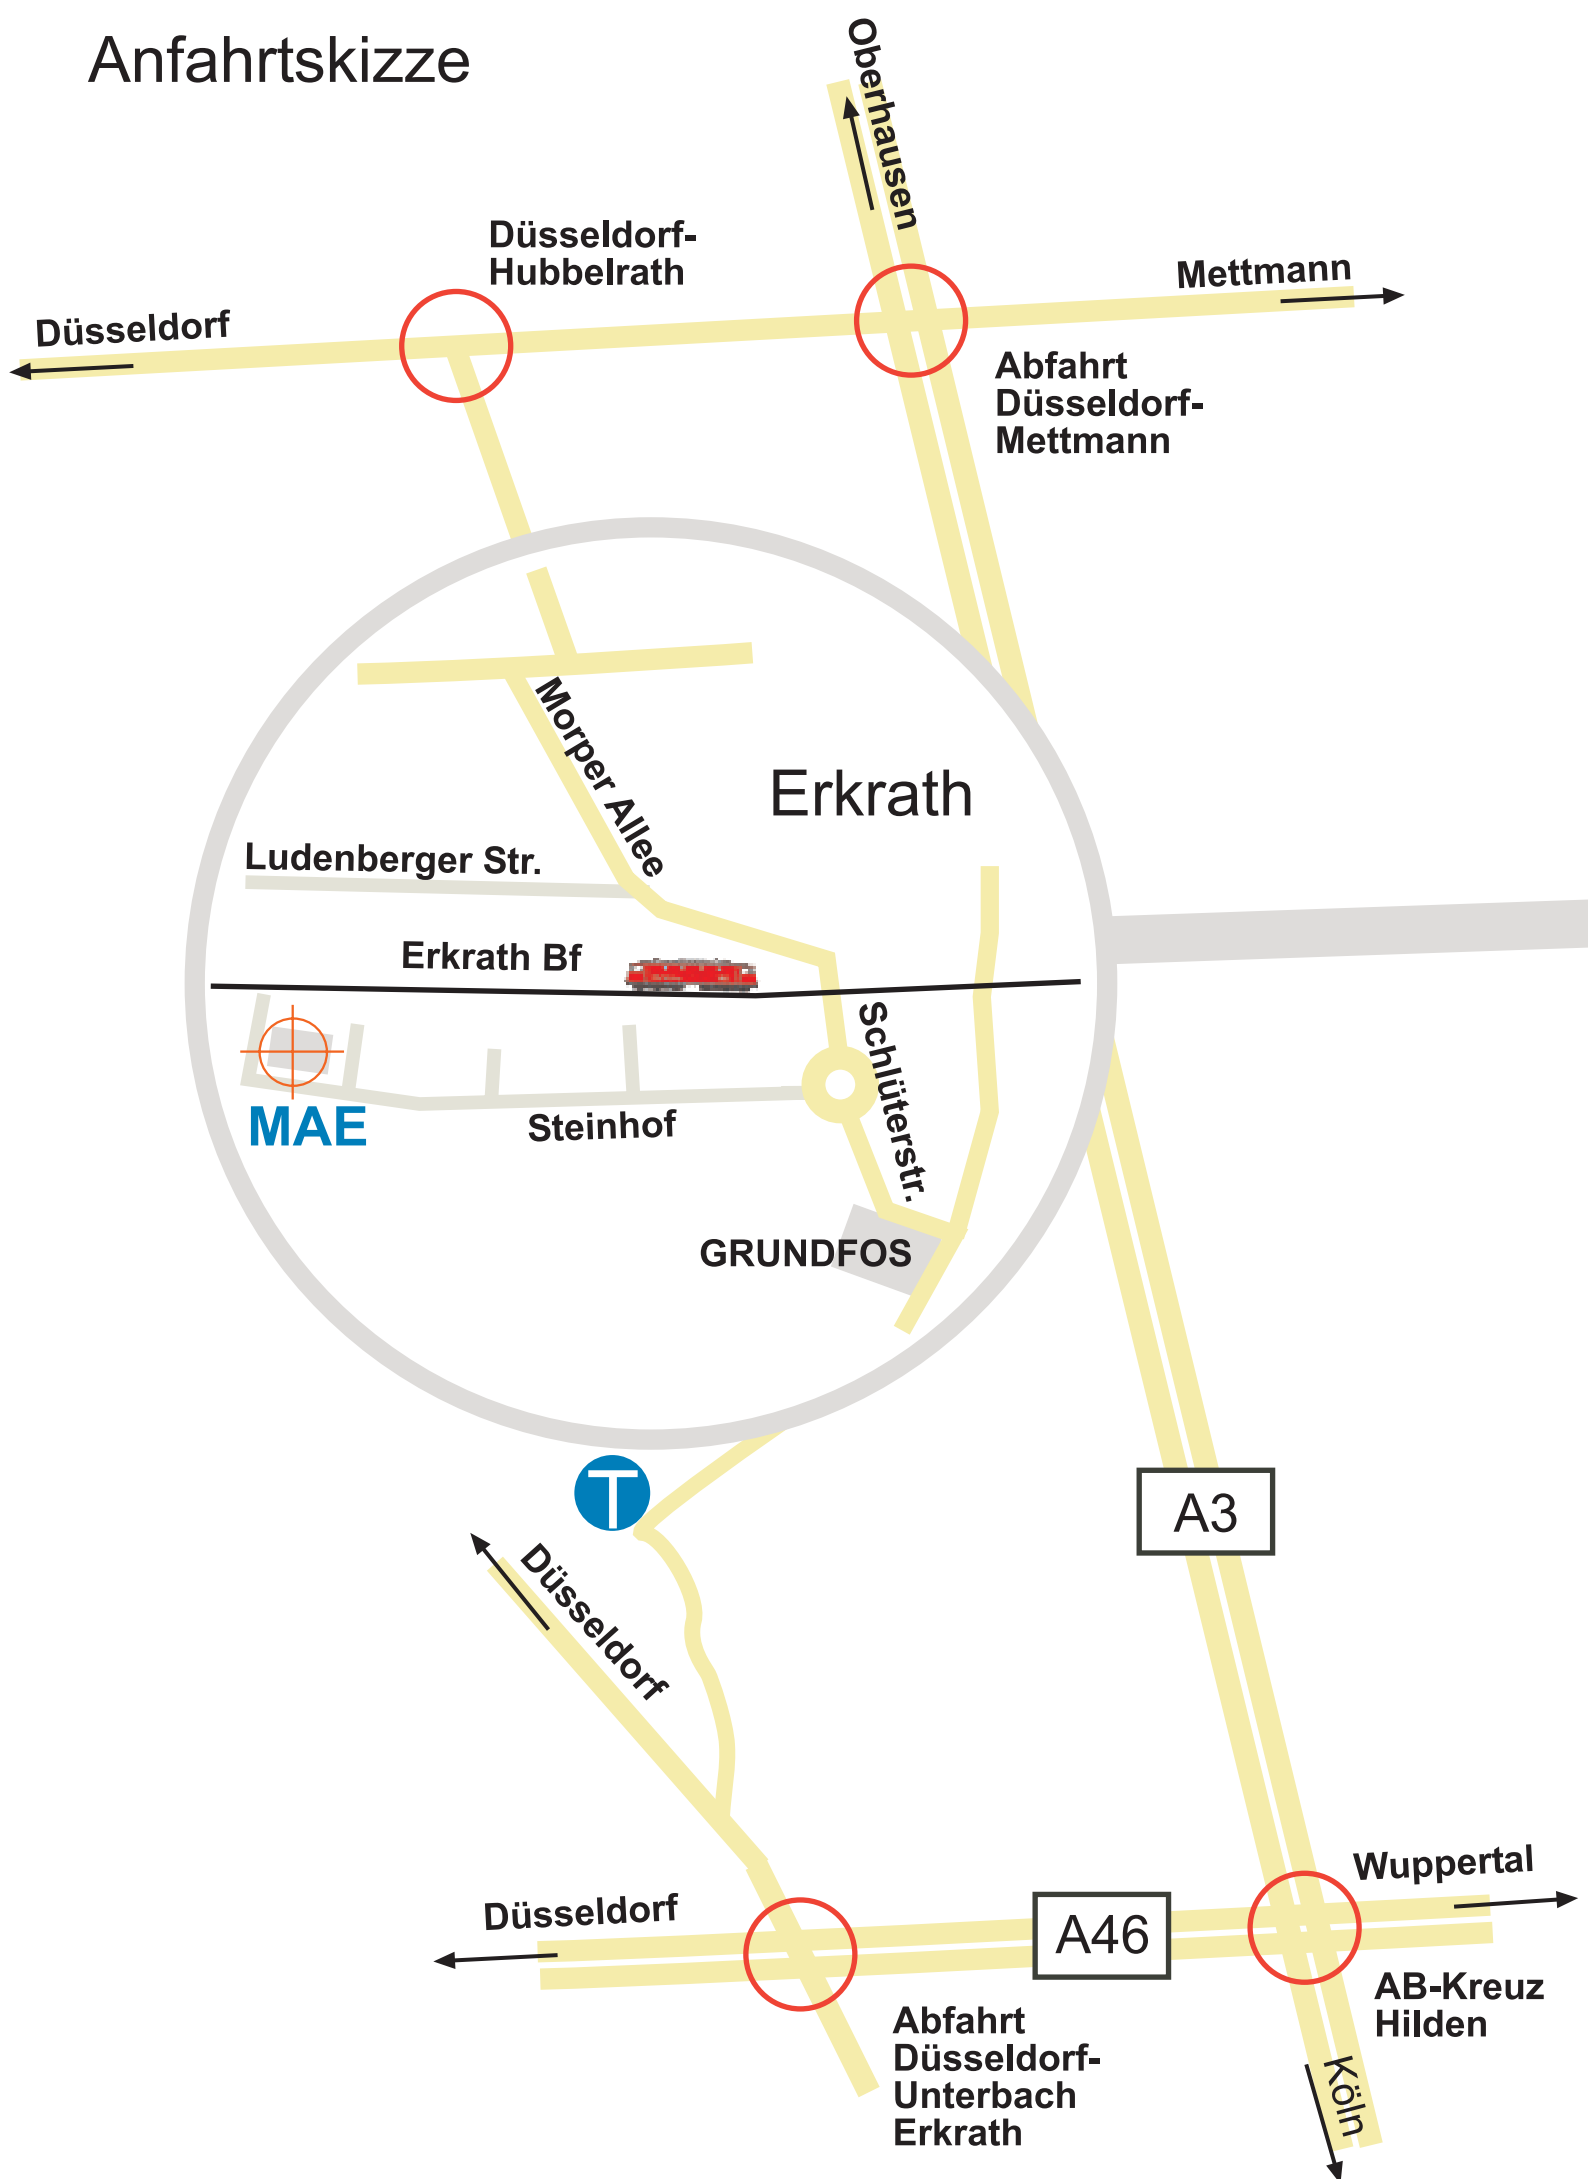 Anfahrtskizze
Oberhausen
Düsseldorf-
Hubbelrath
Mettmann
Düsseldorf
Abfahrt
Düsseldorf-
Mettmann
Morper Allee
Erkrath
Ludenberger Str.
Erkrath Bf
Schlüterstr.
MAE
Steinhof
GRUNDFOS
T
A3
Düsseldorf
Wuppertal
Düsseldorf
A46
AB-Kreuz
Hilden
Abfahrt
Düsseldorf-
Unterbach
Erkrath
Köln